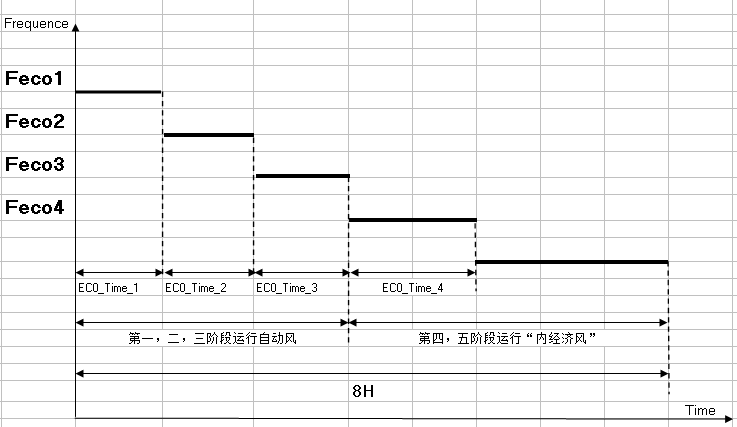 Frequence
Feco1
Feco2
Feco3
Feco4
ECO_Time_1
ECO_Time_2
ECO_Time_3
ECO_Time_4
第一，二，三阶段运行自动风
第四，五阶段运行“内经济风”
8H
Time